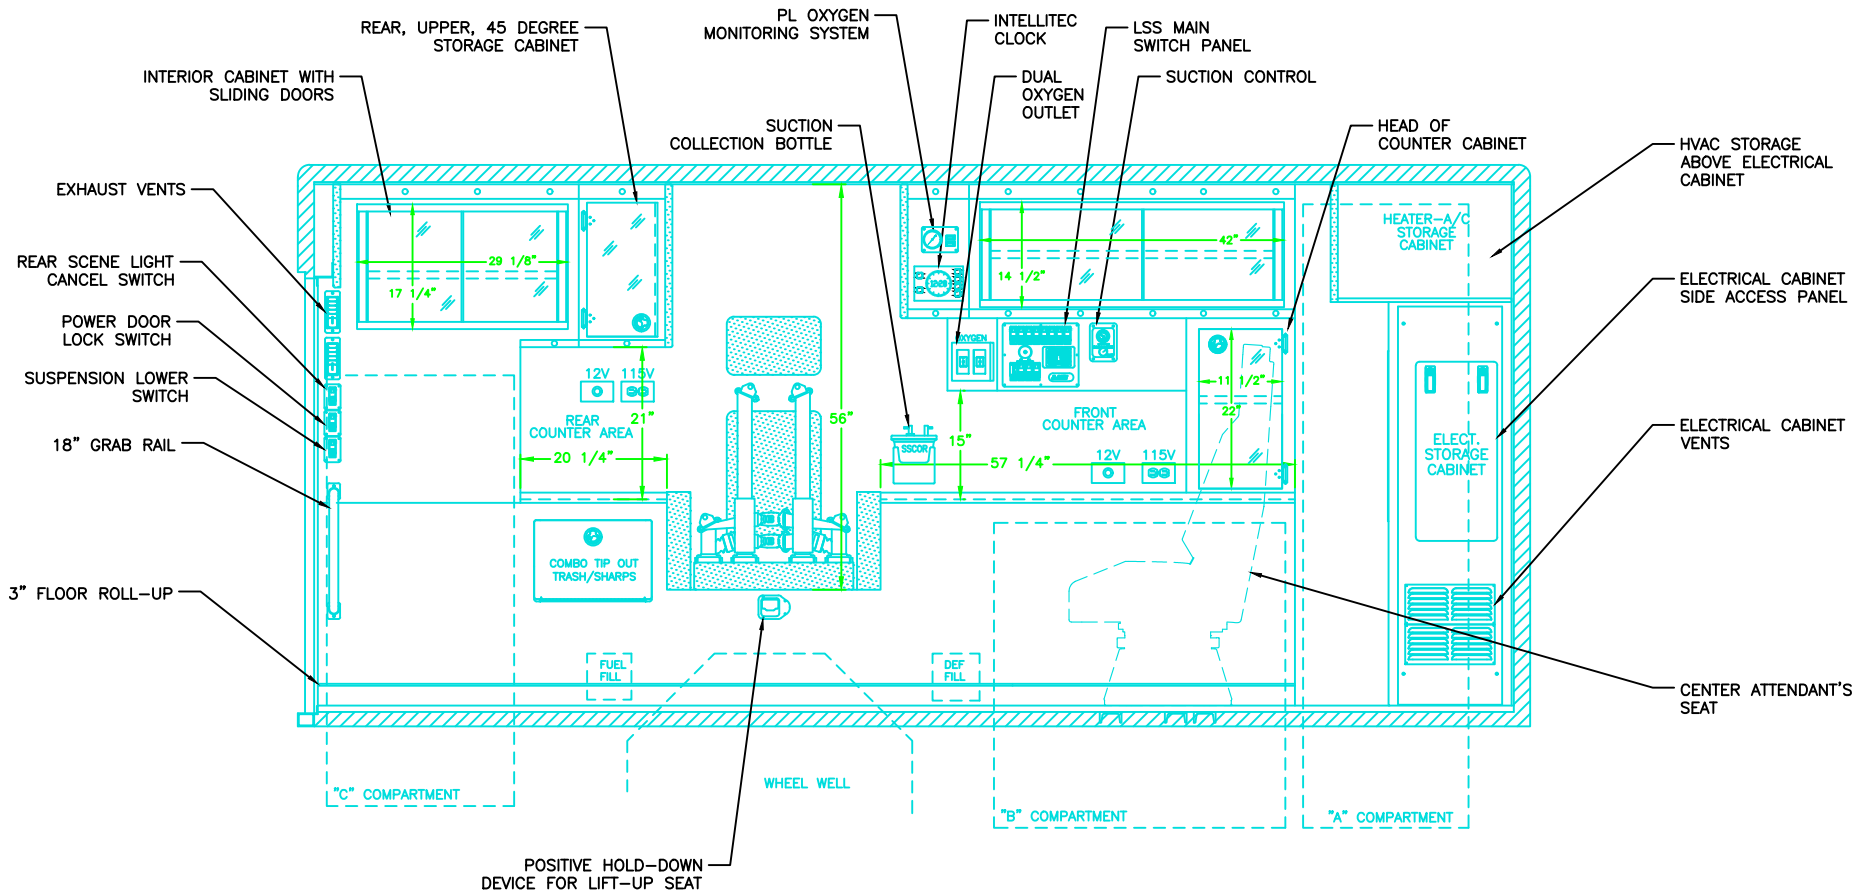 REAR, UPPER, 45 DEGREE
STORAGE CABINET
PL OXYGEN
MONITORING SYSTEM
INTELLITEC
CLOCK
LSS MAIN
SWITCH PANEL
INTERIOR CABINET WITH
SLIDING DOORS
DUAL
OXYGEN
OUTLET
SUCTION CONTROL
SUCTION
COLLECTION BOTTLE
HEAD OF
COUNTER CABINET
HVAC STORAGE
ABOVE ELECTRICAL
CABINET
EXHAUST VENTS
HEATER-A/C
STORAGE
CABINET
REAR SCENE LIGHT
CANCEL SWITCH
29 1/8"
17 1/4"
42"
14 1/2"
ELECTRICAL CABINET
SIDE ACCESS PANEL
POWER DOOR
LOCK SWITCH
OXYGEN
SUSPENSION LOWER
SWITCH
12V
115V
11 1/2"
22"
REAR
COUNTER AREA
21"
56"
FRONT
COUNTER AREA
15"
18" GRAB RAIL
20 1/4"
SSCOR
57 1/4"
12V
115V
ELECT.
STORAGE
CABINET
ELECTRICAL CABINET
VENTS
COMBO TIP OUT
TRASH/SHARPS
3" FLOOR ROLL-UP
FUEL
FILL
DEF
FILL
CENTER ATTENDANT'S
SEAT
"C" COMPARTMENT
WHEEL WELL
"B" COMPARTMENT
"A" COMPARTMENT
POSITIVE HOLD-DOWN
DEVICE FOR LIFT-UP SEAT